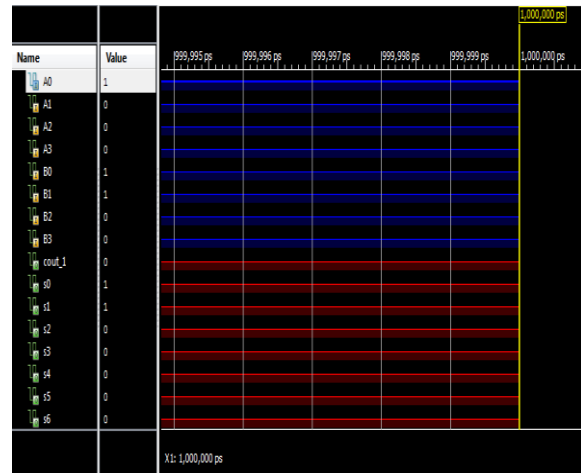 1,000,000 ps
Name Value 999,995 ps 999,996 ps 999,997 ps 999,998 ps 999,999 ps 1,000,000 ps
A0 1
A1 0
A2 0
A3 0
B0 1
B1 1
B2 0
B3 0
cout_1 0
s0 1
s1 1
s2 0
s3 0
s4 0
s5 0
s6 0
X1: 1,000,000 ps